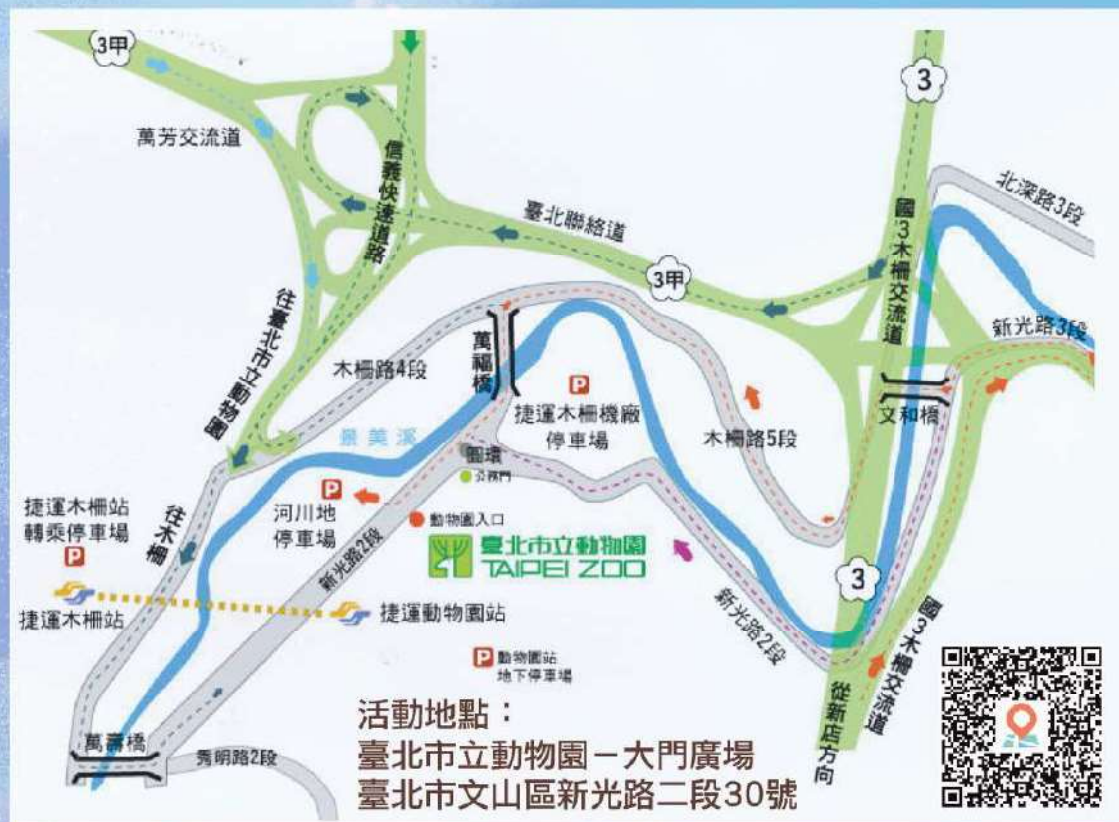 3甲
3
萬芳交流道
信義快速道路
臺北聯絡道
國3木柵交流道
北深路3段
3甲
新光路3段
往臺北市立動物園
木柵路4段
萬福橋
捷運木柵機廠
停車場
木柵路5段
文和橋
景美溪
圓環
公務門
捷運木柵站
轉乘停車場
往木柵
河川地
停車場
動物園入口
臺北市立動物園
TAIPEI ZOO
新光路2段
3
捷運木柵站
捷運動物園站
新光路2段
國3木柵交流道
動物園站
地下停車場
從新店方向
萬壽橋
秀明路2段
活動地點：
臺北市立動物園－大門廣場
臺北市文山區新光路二段30號
P
P
P
P